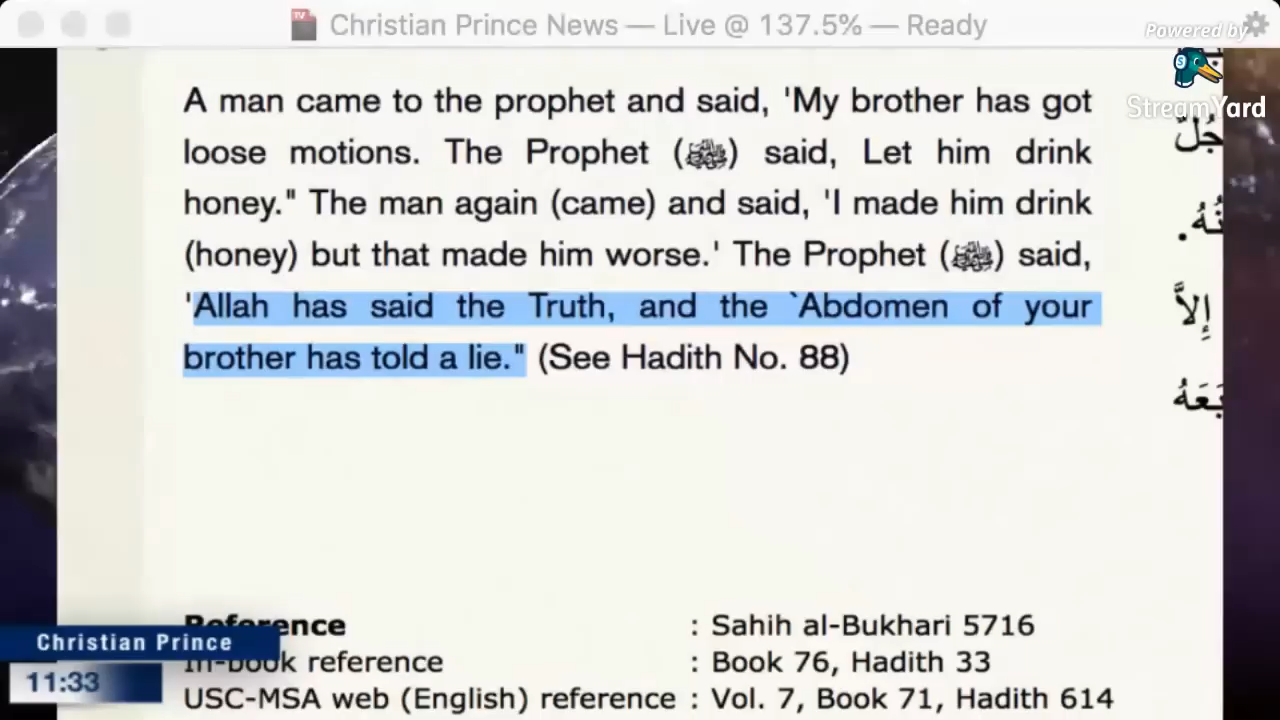 Christian Prince News — Live @ 137.5% — Ready
Powered by
StreamYard
A man came to the prophet and said, 'My brother has got
loose motions. The Prophet (ﷺ) said, Let him drink
honey." The man again (came) and said, 'I made him drink
(honey) but that made him worse.' The Prophet (ﷺ) said,
'Allah has said the Truth, and the `Abdomen of your
brother has told a lie." (See Hadith No. 88)
إِلاَّ
Reference : Sahih al-Bukhari 5716
In-book reference : Book 76, Hadith 33
USC-MSA web (English) reference : Vol. 7, Book 71, Hadith 614
Christian Prince
11:33